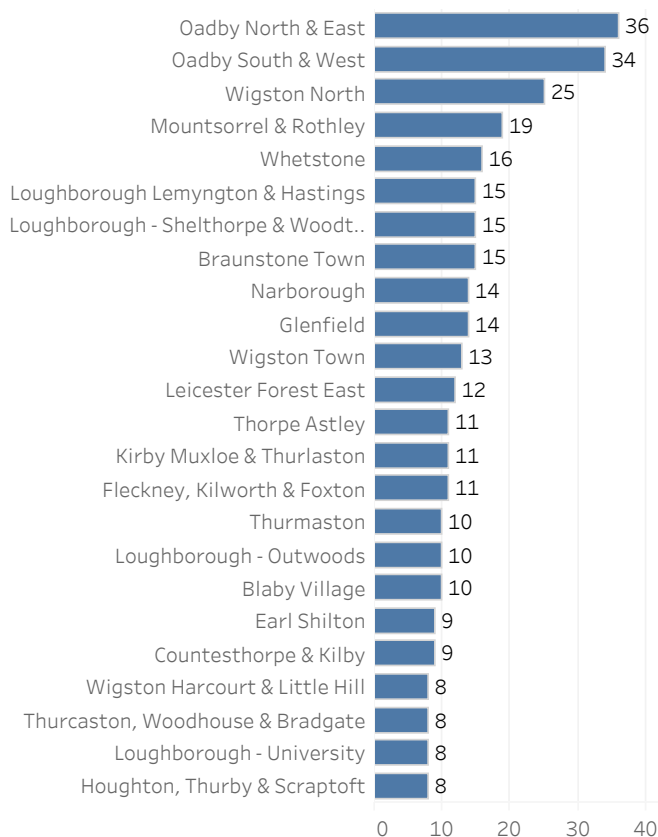 Oadby North & East 36
Oadby South & West 34
Wigston North 25
Mountsorrel & Rothley 19
Whetstone 16
Loughborough Lemyngton & Hastings 15
Loughborough - Shelthorpe & Woodt.. 15
Braunstone Town 15
Narborough 14
Glenfield 14
Wigston Town 13
Leicester Forest East 12
Thorpe Astley 11
Kirby Muxloe & Thurlaston 11
Fleckney, Kilworth & Foxton 11
Thurmaston 10
Loughborough - Outwoods 10
Blaby Village 10
Earl Shilton 9
Countesthorpe & Kilby 9
Wigston Harcourt & Little Hill 8
Thurcaston, Woodhouse & Bradgate 8
Loughborough - University 8
Houghton, Thurby & Scraptoft 8
0 10 20 30 40